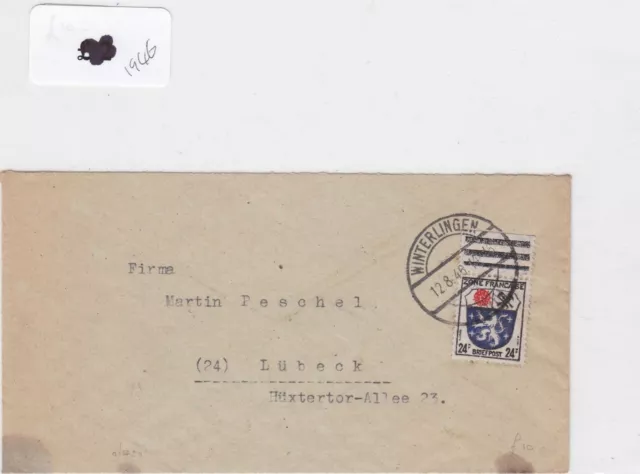 1946
WINTERLINGEN
12.8.46
Firma
Martin Peschel
(24) Lübeck
Hüxtertor-Allee 23.
ZONE FRANÇAISE
24 24
BRIEFPOST